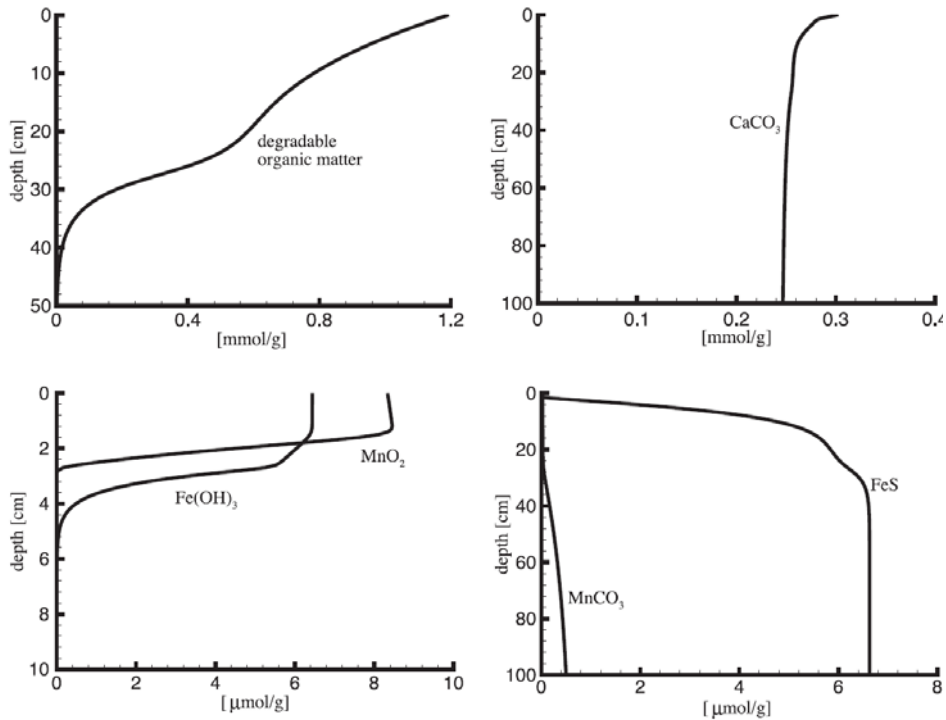 0
10
20
30
40
50
depth [cm]
degradable
organic matter
0
0.4
0.8
1.2
[mmol/g]
0
20
40
60
80
100
depth [cm]
CaCO3
0
0.1
0.2
0.3
0.4
[mmol/g]
0
2
4
6
8
10
depth [cm]
MnO2
Fe(OH)3
0
2
4
6
8
10
[ μmol/g]
0
20
40
60
80
100
depth [cm]
FeS
MnCO3
0
2
4
6
8
[ μmol/g]